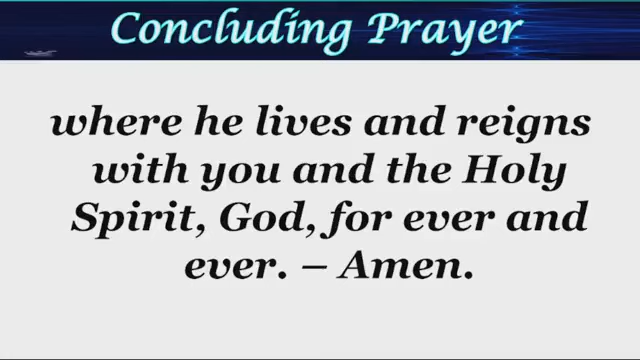 Concluding Prayer
where he lives and reigns
with you and the Holy
Spirit, God, for ever and
ever. – Amen.